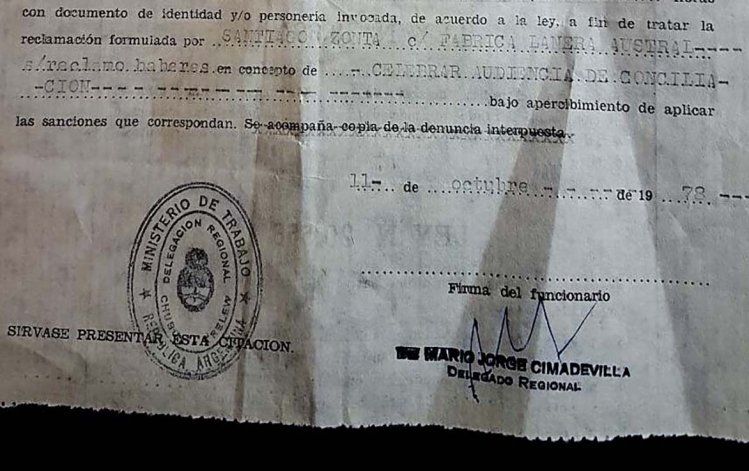 con documento de identidad y/o personería invocada, de acuerdo a la ley, a fin de tratar la
reclamación formulada por ..SANTIAGO ZONTA c/ FABRICA LANERA AUSTRAL----
s/reclamo haberes en concepto de ..-.CELEBRAR AUDIENCIA DE CONCILIA-
-CION---- - ------- -- --- ------- bajo apercibimiento de aplicar
las sanciones que correspondan. Se acompaña copia de la denuncia interpuesta.
11-. de ....octubre - - - -- de 19 ..78. ---
MINISTERIO DE TRABAJO
DELEGACION REGIONAL
CHUBUT
TRELEW
REPUBLICA ARGENTINA
Firma del funcionario
SIRVASE PRESENTAR ESTA CITACION.
MARIO JORGE CIMADEVILLA
DELEGADO REGIONAL